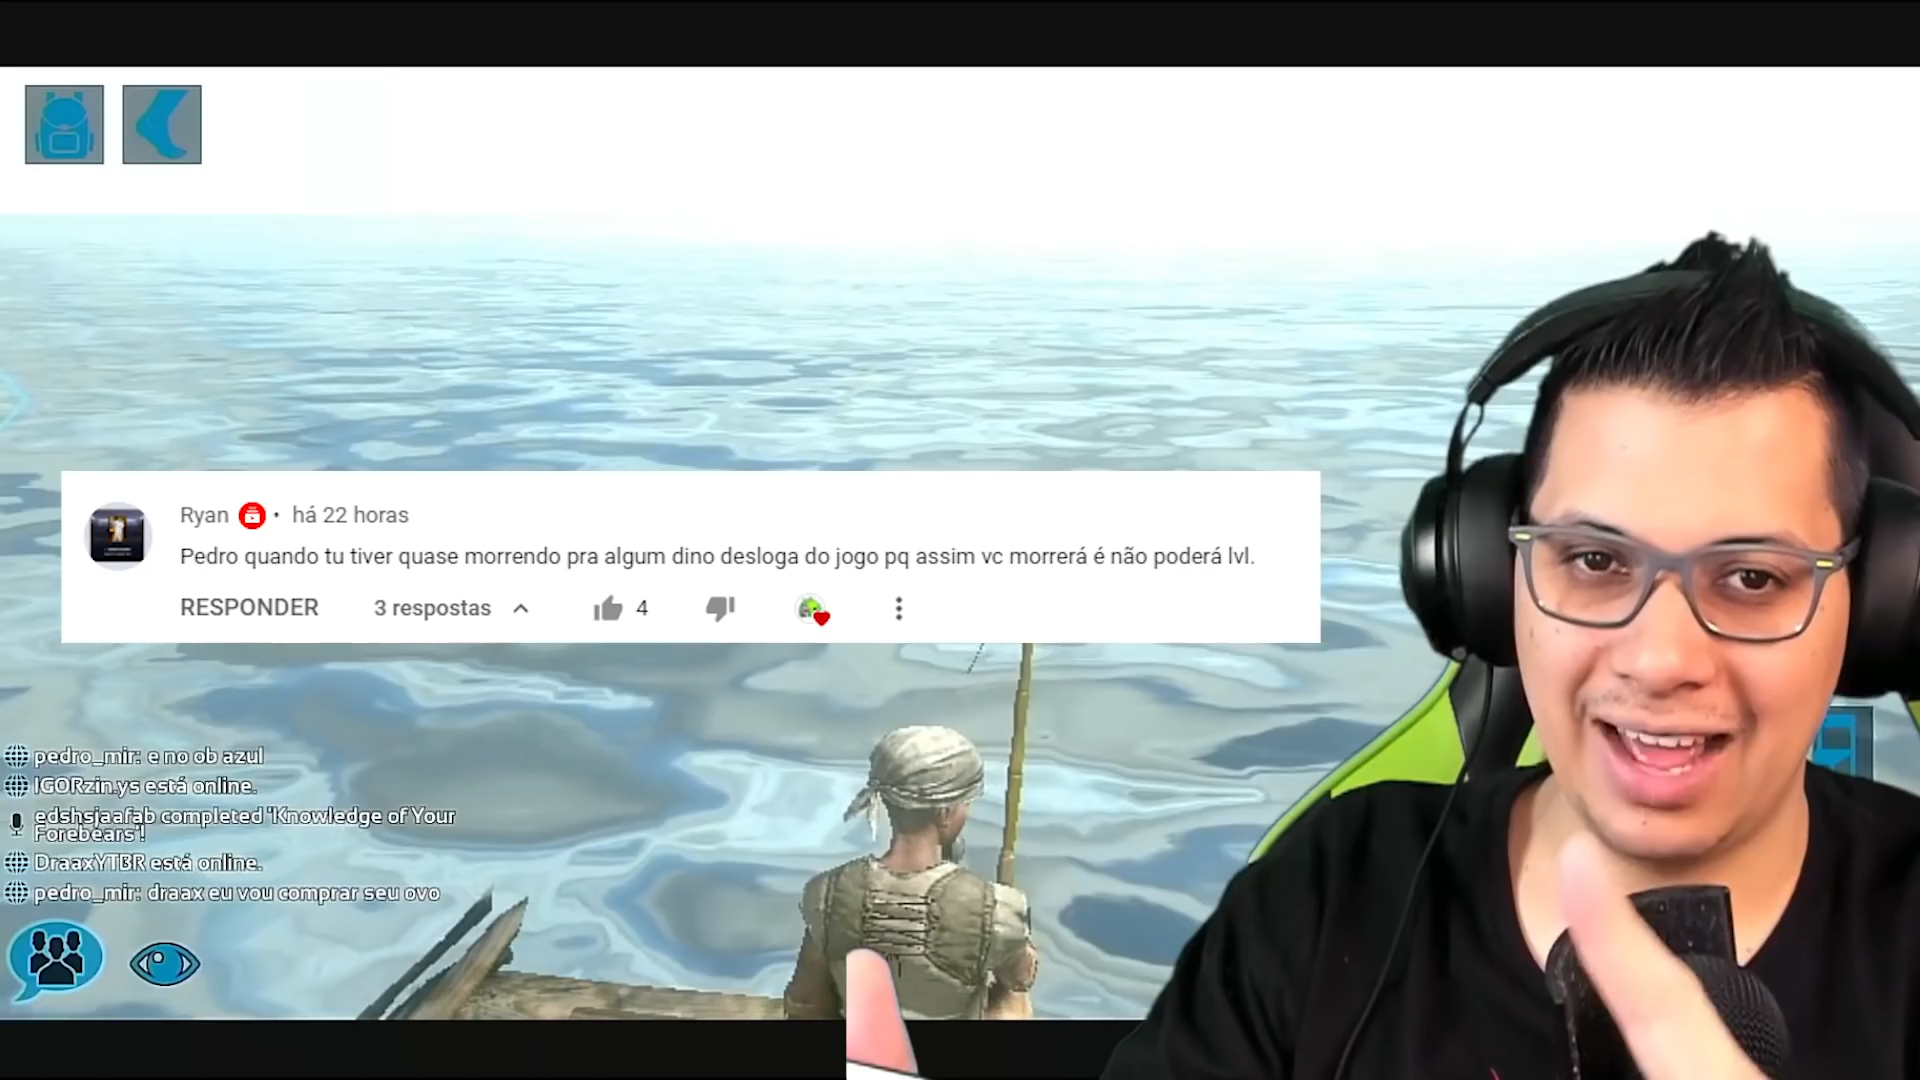 Ryan • há 22 horas
Pedro quando tu tiver quase morrendo pra algum dino desloga do jogo pq assim vc morrerá é não poderá lvl.
RESPONDER 3 respostas 4
pedro_mir: e no ob azul
IGORzin.ys está online.
edshsjaafab completed 'Knowledge of Your
Forebears'!
DraaxYTBR está online.
pedro_mir: draax eu vou comprar seu ovo